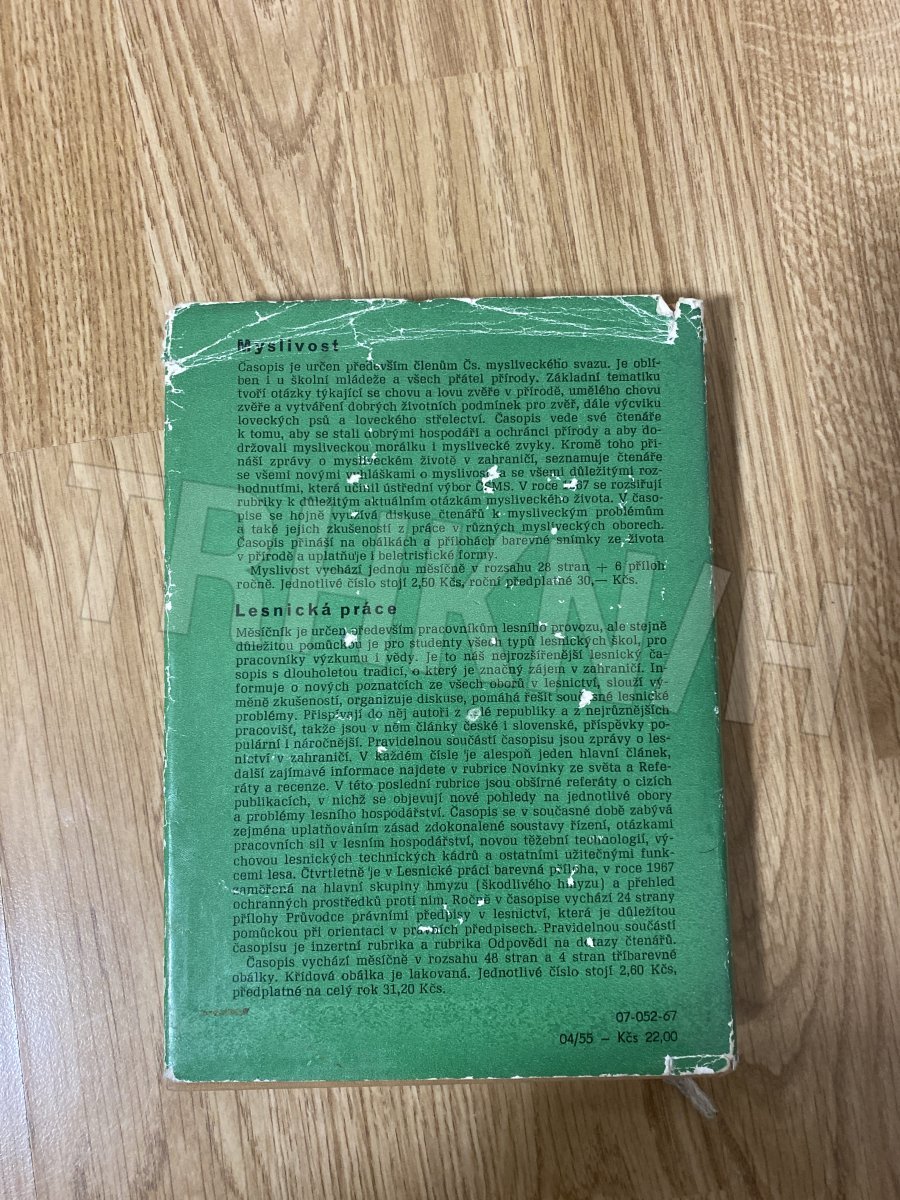 Myslivost
Časopis je určen především členům Čs. mysliveckého svazu. Je oblí-
ben i u školní mládeže a všech přátel přírody. Základní tematiku
tvoří otázky týkající se chovu a lovu zvěře v přírodě, umělého chovu
zvěře a vytváření dobrých životních podmínek pro zvěř, dále výcviku
loveckých psů a loveckého střelectví. Časopis vede své čtenáře
k tomu, aby se stali dobrými hospodáři a ochránci přírody a aby do-
držovali mysliveckou morálku i myslivecké zvyky. Kromě toho při-
náší zprávy o mysliveckém životě v zahraničí, seznamuje čtenáře
se všemi novými vyhláškami o myslivosti a se všemi důležitými roz-
hodnutími, která učinil ústřední výbor ČSMS. V roce 1967 se rozšiřují
rubriky k důležitým aktuálním otázkám mysliveckého života. V časo-
pise se hojně využívá diskuse čtenářů k mysliveckým problémům
a také jejich zkušeností z práce v různých mysliveckých oborech.
Časopis přináší na obálkách a přílohách barevné snímky ze života
v přírodě a uplatňuje i beletristické formy.
Myslivost vychází jednou měsíčně v rozsahu 28 stran + 6 příloh
ročně. Jednotlivé číslo stojí 2,50 Kčs, roční předplatné 30,— Kčs.
Lesnická práce
Měsíčník je určen především pracovníkům lesního provozu, ale stejně
důležitou pomůckou je pro studenty všech typů lesnických škol, pro
pracovníky výzkumu i vědy. Je to náš nejrozšířenější lesnický ča-
sopis s dlouholetou tradicí, o který je značný zájem v zahraničí. In-
formuje o nových poznatcích ze všech oborů v lesnictví, slouží vý-
měně zkušeností, organizuje diskuse, pomáhá řešit současné lesnické
problémy. Přispívají do něj autoři z celé republiky a z nejrůznějších
pracovišť, takže jsou v něm články české i slovenské, příspěvky po-
pulární i náročnější. Pravidelnou součástí časopisu jsou zprávy o les-
nictví v zahraničí. V každém čísle je alespoň jeden hlavní článek,
další zajímavé informace najdete v rubrice Novinky ze světa a Refe-
ráty a recenze. V této poslední rubrice jsou obšírné referáty o cizích
publikacích, v nichž se objevují nové pohledy na jednotlivé obory
a problémy lesního hospodářství. Časopis se v současné době zabývá
zejména uplatňováním zásad zdokonalené soustavy řízení, otázkami
pracovních sil v lesním hospodářství, novou těžební technologií, vý-
chovou lesnických technických kádrů a ostatními užitečnými funk-
cemi lesa. Čtvrtletně je v Lesnické práci barevná příloha, v roce 1967
zaměřená na hlavní skupiny hmyzu (škodlivého hmyzu) a přehled
ochranných prostředků proti nim. Ročně v časopise vychází 24 strany
přílohy Průvodce právními předpisy v lesnictví, která je důležitou
pomůckou při orientaci v právních předpisech. Pravidelnou součástí
časopisu je inzertní rubrika a rubrika Odpovědi na dotazy čtenářů.
Časopis vychází měsíčně v rozsahu 48 stran a 4 stran tříbarevné
obálky. Křídová obálka je lakovaná. Jednotlivé číslo stojí 2,60 Kčs,
předplatné na celý rok 31,20 Kčs.
07-052-67
04/55 — Kčs 22,00